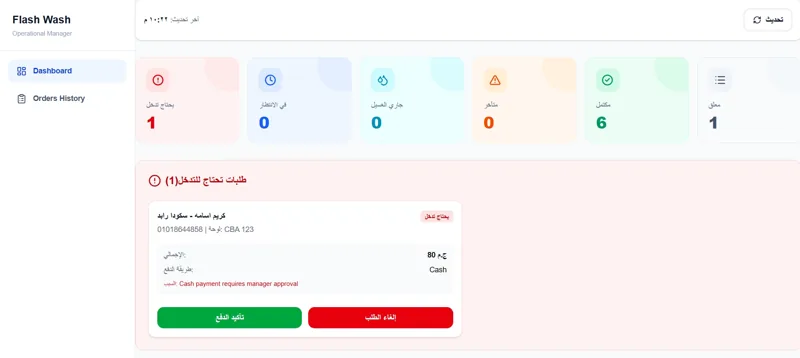 Flash Wash
Operational Manager
Dashboard
Orders History
آخر تحديث: ١٠:٢٢ م
تحديث
يحتاج تدخل
1
في الانتظار
0
جاري الغسيل
0
متأخر
0
مكتمل
6
معلق
1
طلبات تحتاج للتدخل(1)
كريم اسامه - سكودا رابد
يحتاج تدخل
01018644858 | لوحة: CBA 123
الإجمالي:
80 ج.م
طريقة الدفع:
Cash
السبب: Cash payment requires manager approval
تأكيد الدفع
إلغاء الطلب